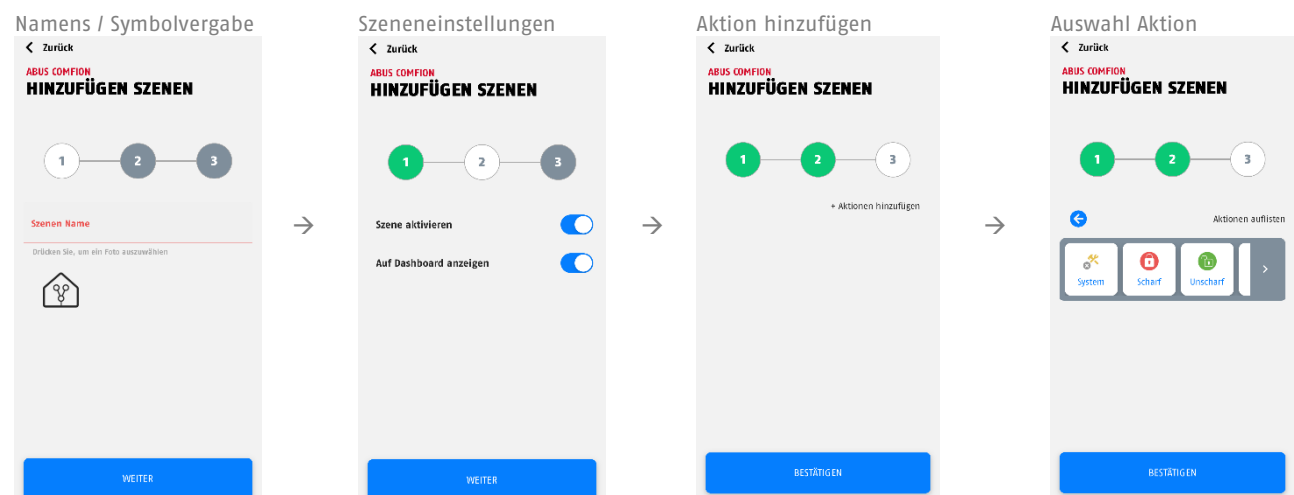 Namens / Symbolvergabe
Zurück
ABUS COMFION
HINZUFÜGEN SZENEN
1
2
3
Szenen Name
Drücken Sie, um ein Foto auszuwählen
WEITER
→
Szeneneinstellungen
Zurück
ABUS COMFION
HINZUFÜGEN SZENEN
1
2
3
Szene aktivieren
Auf Dashboard anzeigen
WEITER
→
Aktion hinzufügen
Zurück
ABUS COMFION
HINZUFÜGEN SZENEN
1
2
3
+ Aktionen hinzufügen
BESTÄTIGEN
→
Auswahl Aktion
Zurück
ABUS COMFION
HINZUFÜGEN SZENEN
1
2
3
Aktionen auflisten
System
Scharf
Unscharf
BESTÄTIGEN